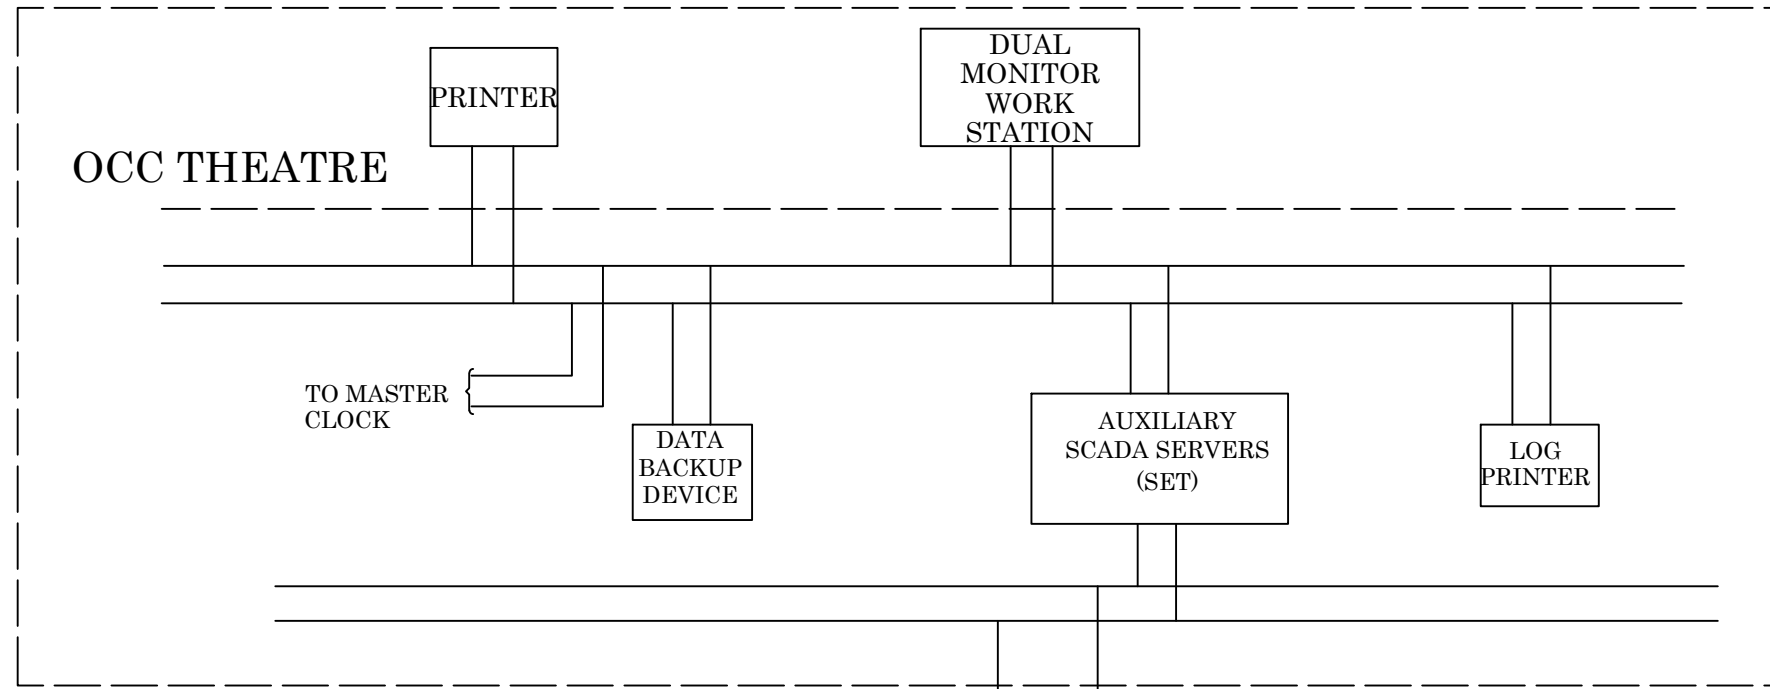 DUAL
MONITOR
WORK
STATION
PRINTER
OCC THEATRE
TO MASTER
CLOCK
DATA
BACKUP
DEVICE
AUXILIARY
SCADA SERVERS
(SET)
LOG
PRINTER